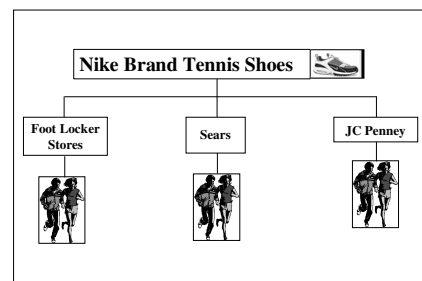 Nike Brand Tennis Shoes
Foot Locker
Stores
Sears
JC Penney